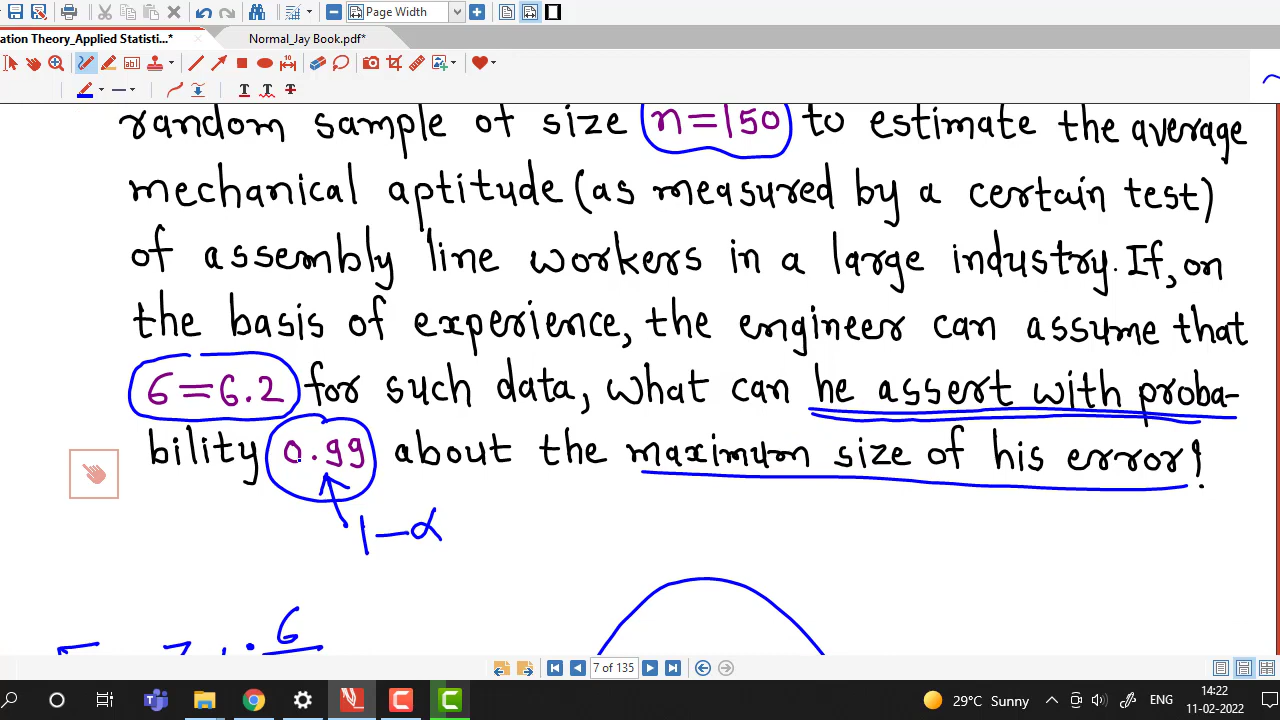 Page Width
ation Theory_Applied Statisti...*
Normal_Jay Book.pdf*
random sample of size n=150 to estimate the average
mechanical aptitude (as measured by a certain test)
of assembly line workers in a large industry. If, on
the basis of experience, the engineer can assume that
6=6.2 for such data, what can he assert with proba-
bility 0.99 about the maximum size of his error?
1-α
6
7 of 135
29°C Sunny
ENG
14:22
11-02-2022